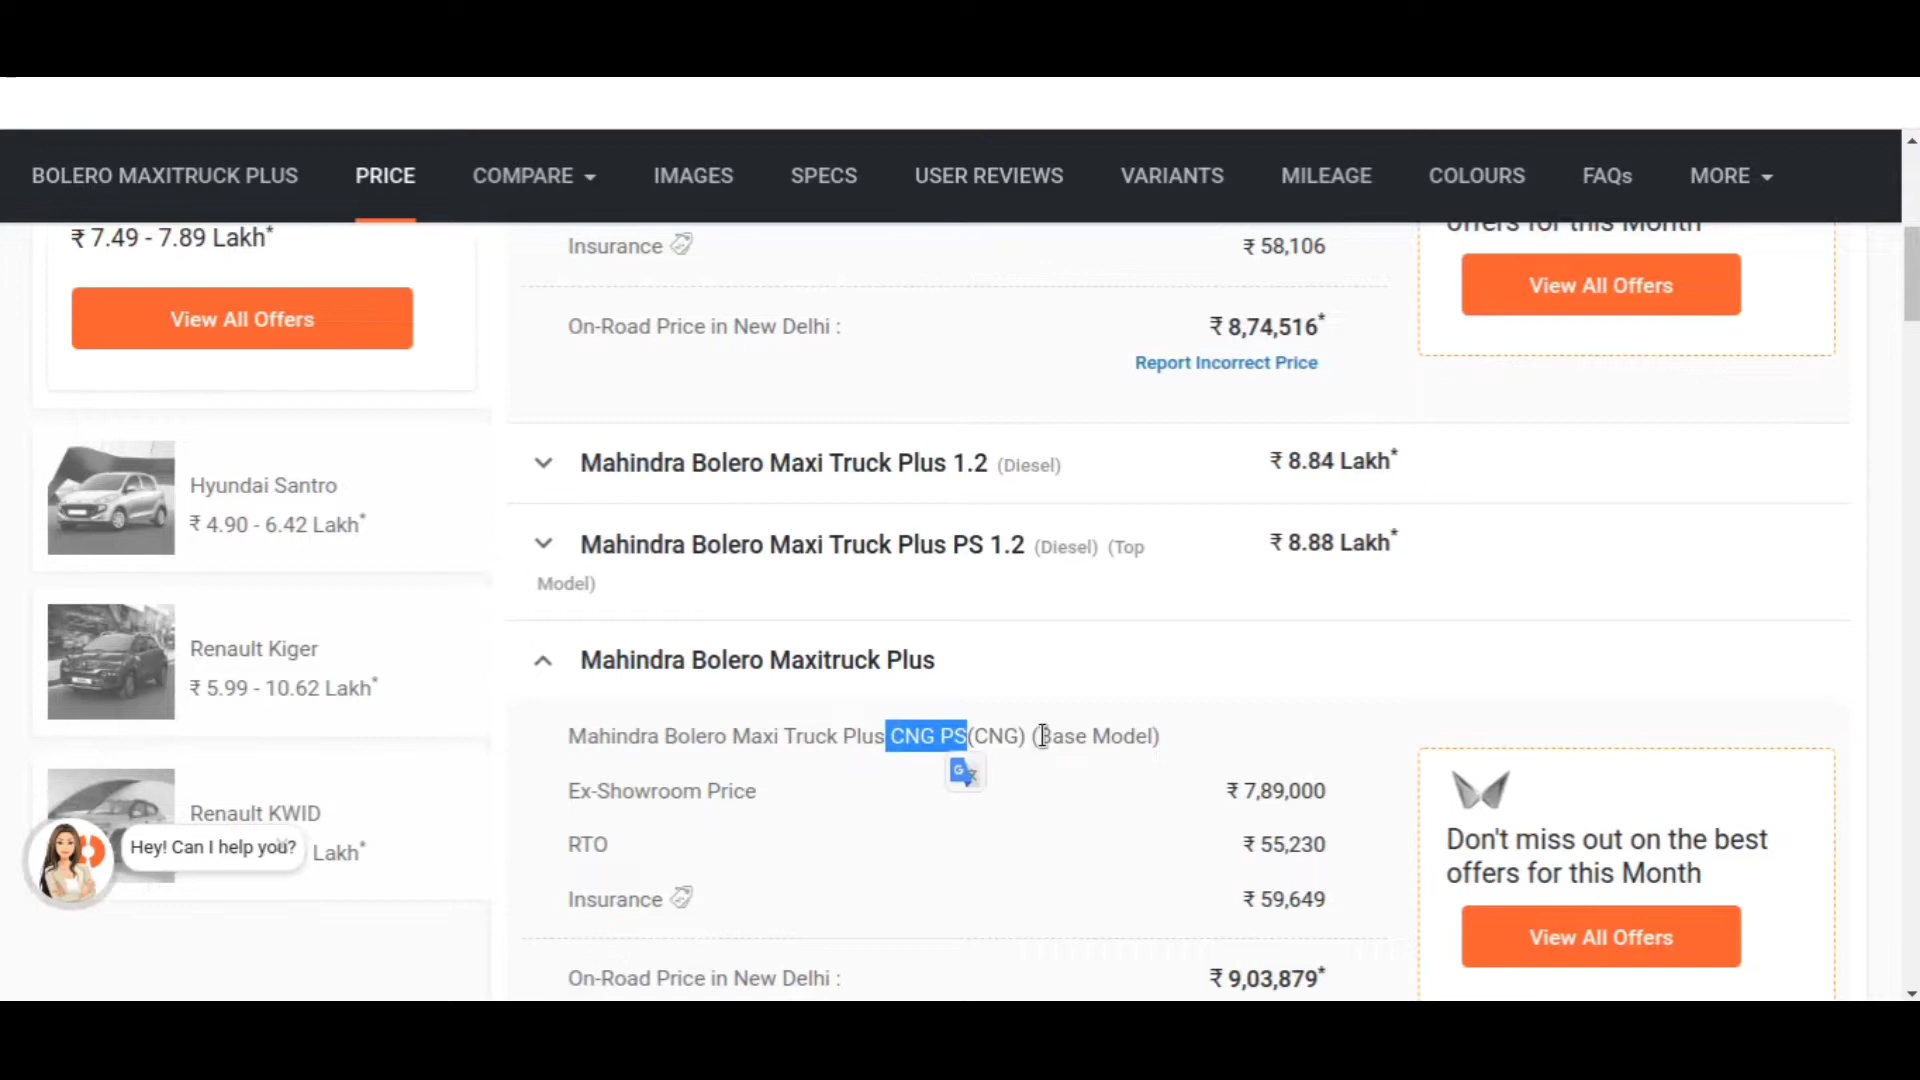 BOLERO MAXITRUCK PLUS PRICE COMPARE IMAGES SPECS USER REVIEWS VARIANTS MILEAGE COLOURS FAQs MORE
₹ 7.49 - 7.89 Lakh*
View All Offers
Hyundai Santro
₹ 4.90 - 6.42 Lakh*
Renault Kiger
₹ 5.99 - 10.62 Lakh*
Renault KWID
Lakh*
Hey! Can I help you?
Insurance ₹ 58,106
On-Road Price in New Delhi : ₹ 8,74,516*
Report Incorrect Price
Mahindra Bolero Maxi Truck Plus 1.2 (Diesel) ₹ 8.84 Lakh*
Mahindra Bolero Maxi Truck Plus PS 1.2 (Diesel) (Top ₹ 8.88 Lakh*
Model)
Mahindra Bolero Maxitruck Plus
Mahindra Bolero Maxi Truck Plus CNG PS(CNG) (Base Model)
Ex-Showroom Price ₹ 7,89,000
RTO ₹ 55,230
Insurance ₹ 59,649
On-Road Price in New Delhi : ₹ 9,03,879*
offers for this Month
View All Offers
Don't miss out on the best
offers for this Month
View All Offers